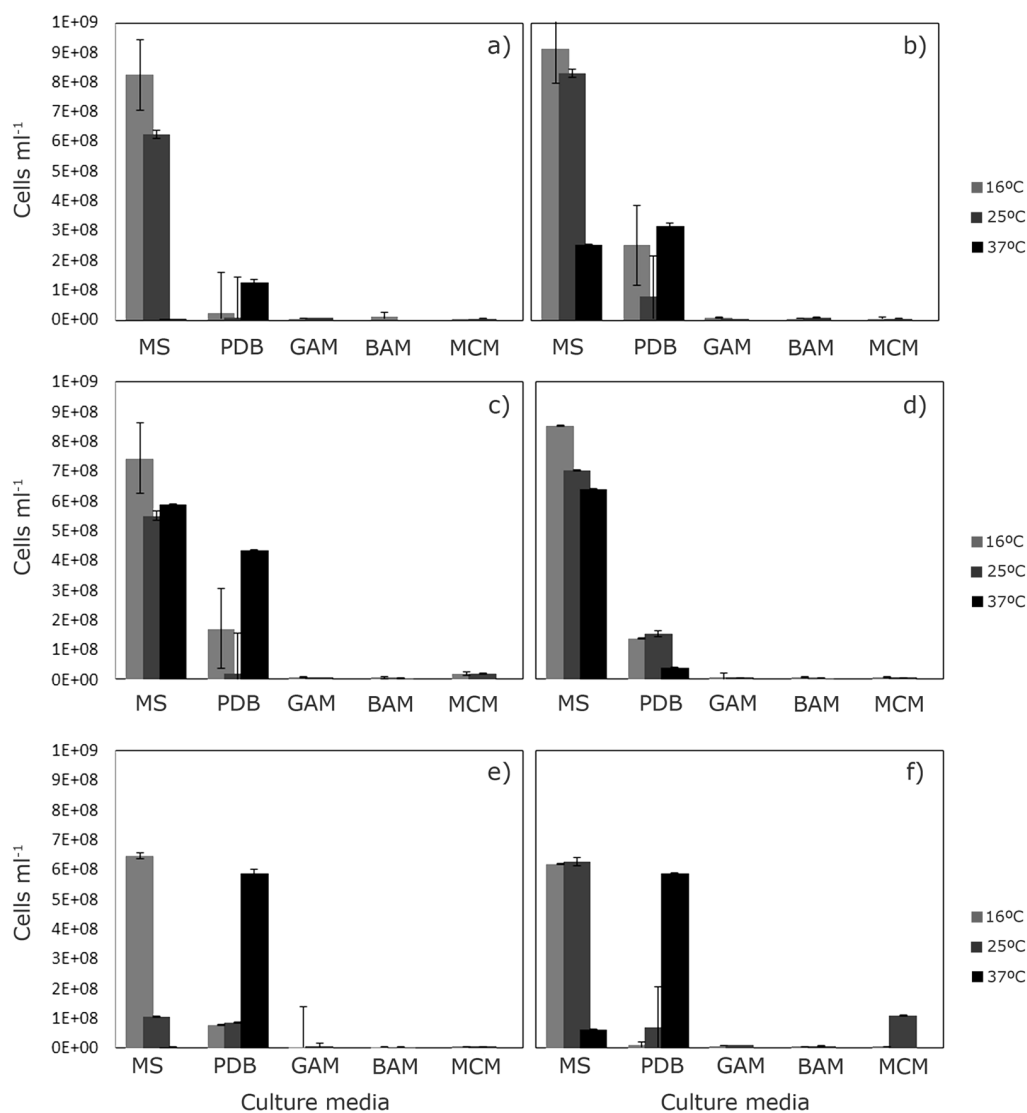 1E+09
9E+08
8E+08
7E+08
6E+08
5E+08
4E+08
3E+08
2E+08
1E+08
0E+00
Cells ml-1
a)
MS PDB GAM BAM MCM
b)
MS PDB GAM BAM MCM
16ºC
25ºC
37ºC
1E+09
9E+08
8E+08
7E+08
6E+08
5E+08
4E+08
3E+08
2E+08
1E+08
0E+00
Cells ml-1
c)
MS PDB GAM BAM MCM
d)
MS PDB GAM BAM MCM
16ºC
25ºC
37ºC
1E+09
9E+08
8E+08
7E+08
6E+08
5E+08
4E+08
3E+08
2E+08
1E+08
0E+00
Cells ml-1
e)
MS PDB GAM BAM MCM
Culture media
f)
MS PDB GAM BAM MCM
Culture media
16ºC
25ºC
37ºC